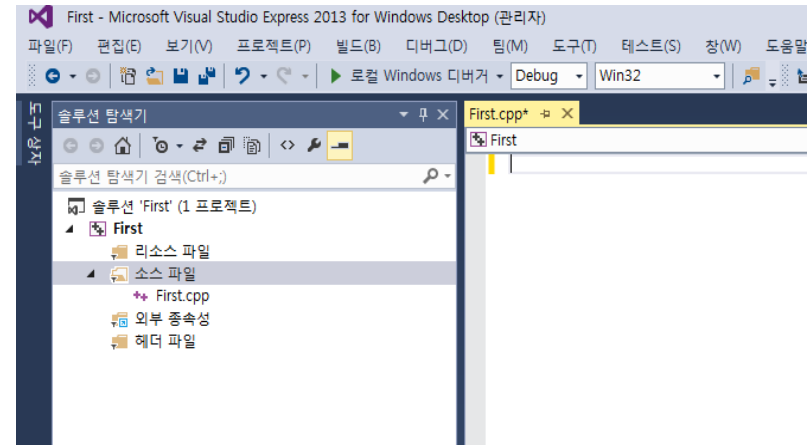 First - Microsoft Visual Studio Express 2013 for Windows Desktop (관리자)
파일(F) 편집(E) 보기(V) 프로젝트(P) 빌드(B) 디버그(D) 팀(M) 도구(T) 테스트(S) 창(W) 도움말
로컬 Windows 디버거 Debug Win32
도구 상자
솔루션 탐색기
First.cpp*
First
솔루션 탐색기 검색(Ctrl+;)
솔루션 'First' (1 프로젝트)
First
리소스 파일
소스 파일
First.cpp
외부 종속성
헤더 파일